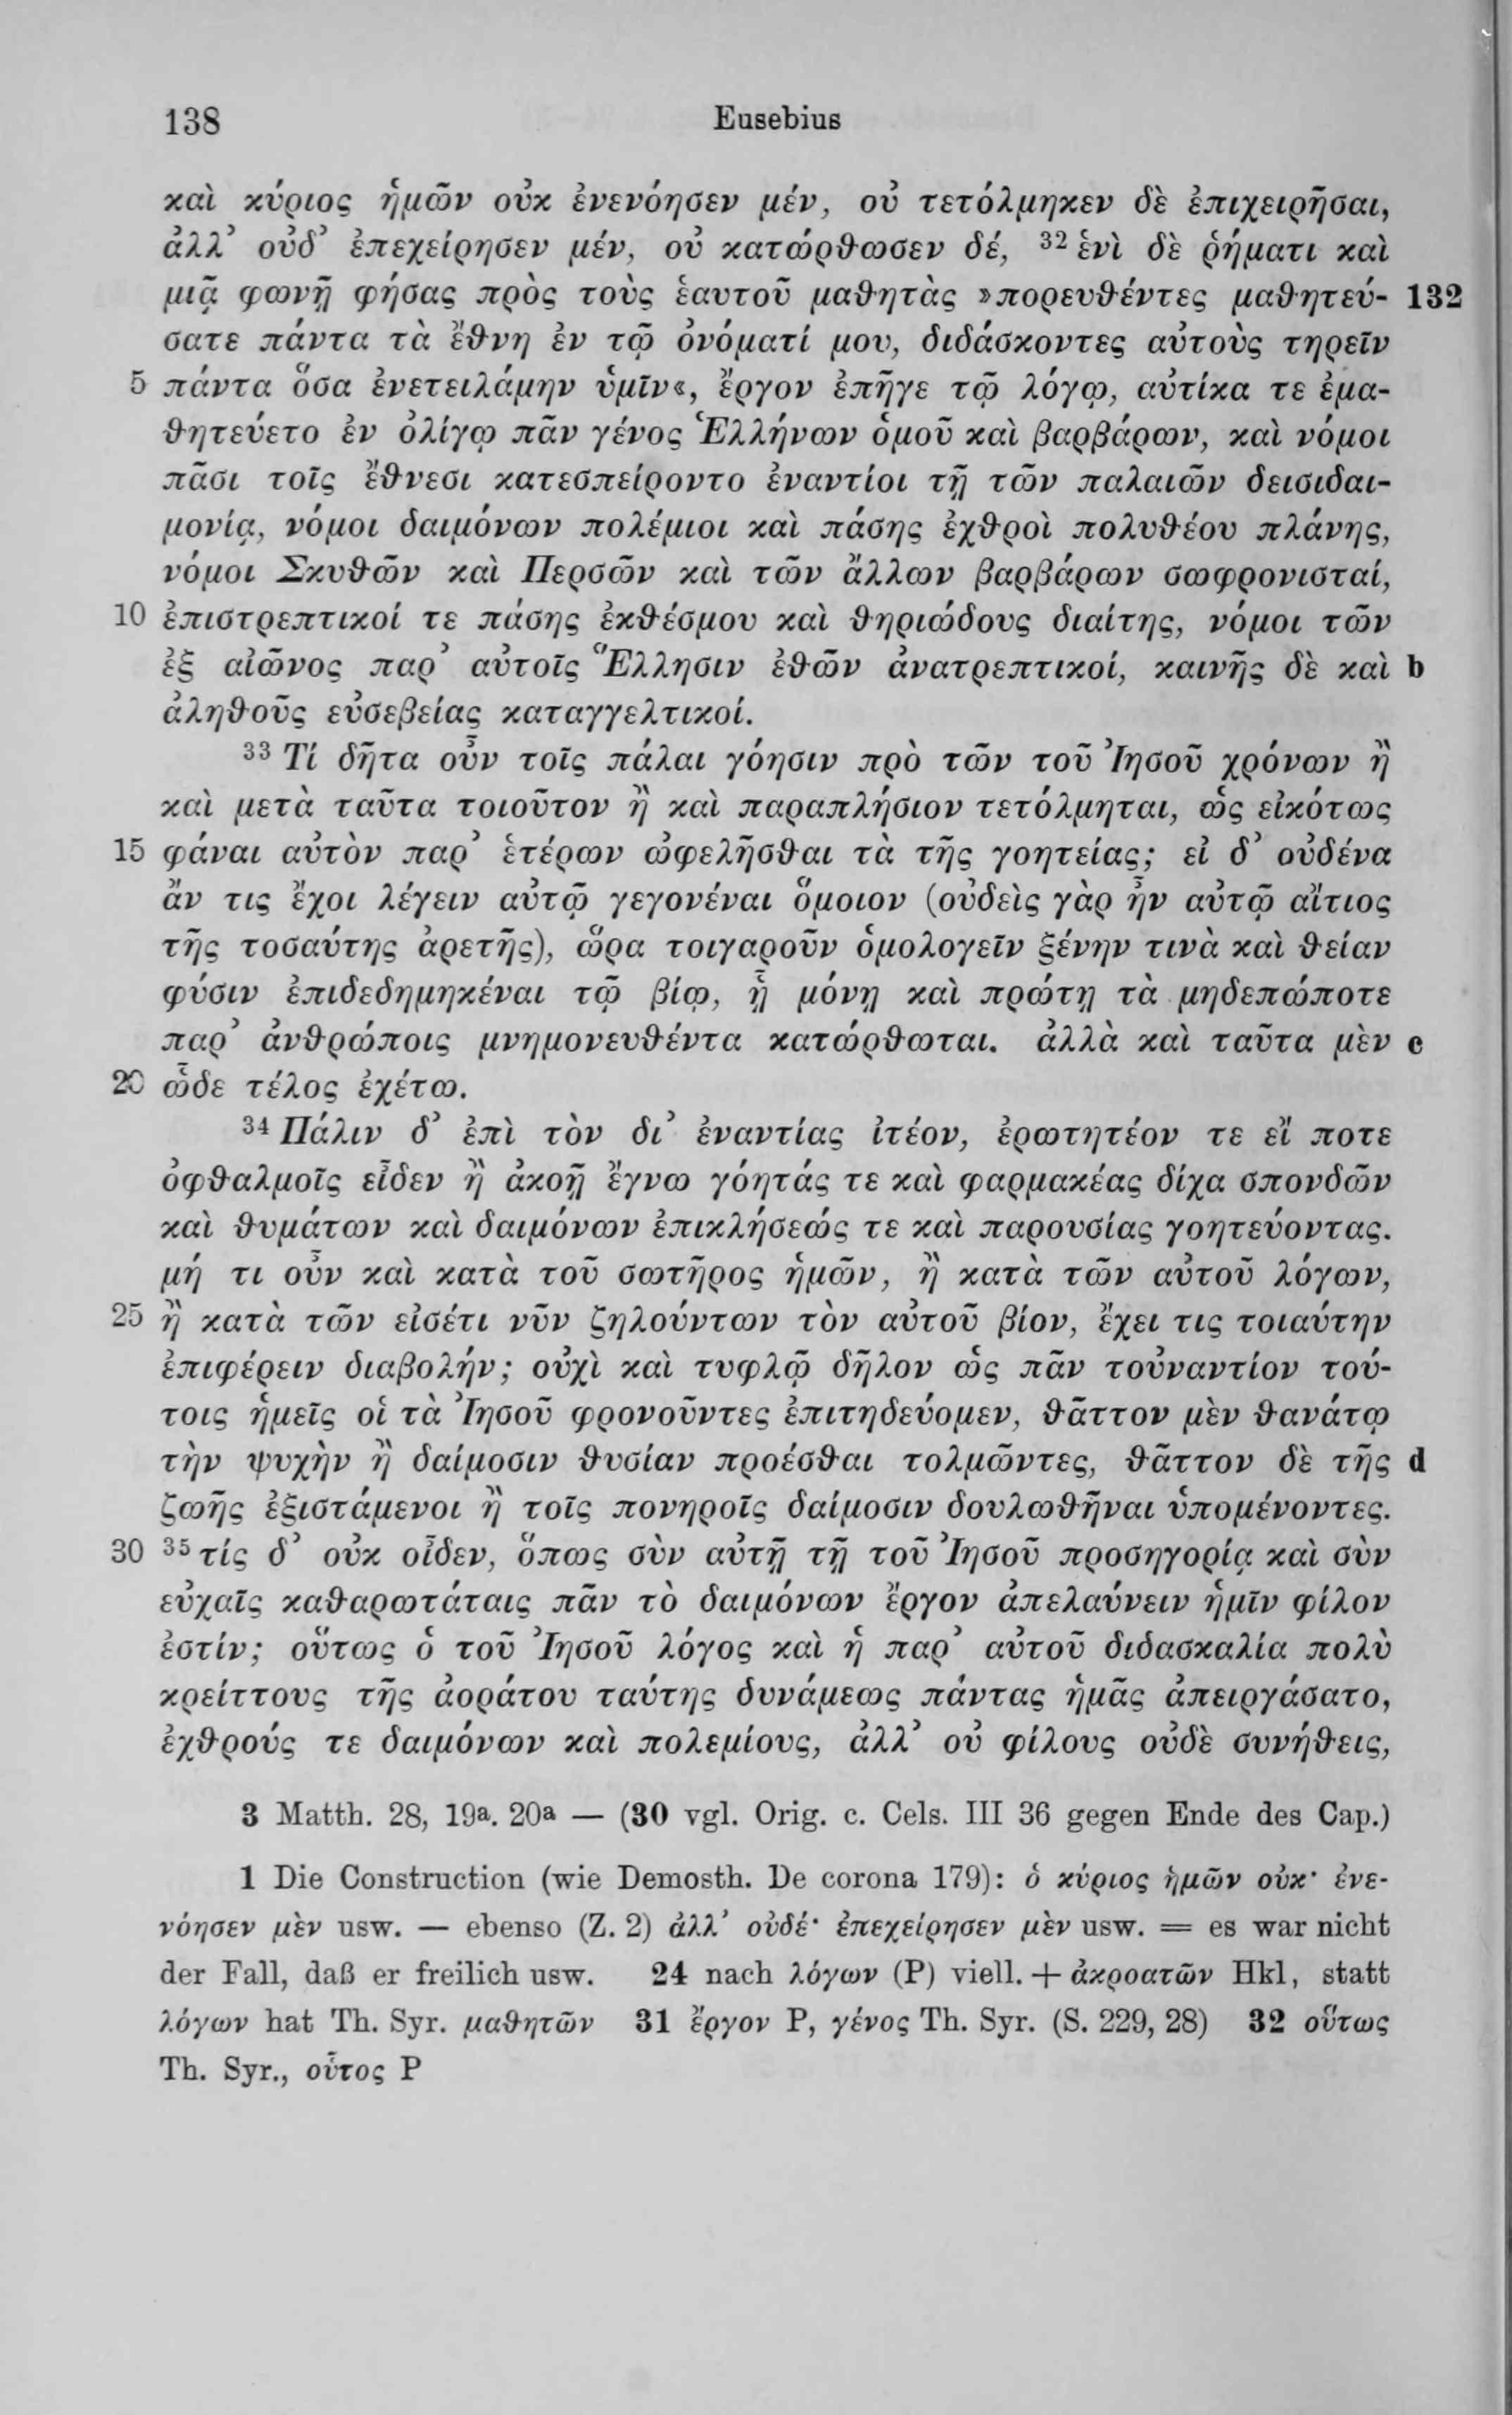 138 Eusebius
καὶ κύριος ἡμῶν οὐκ ἐνενόησεν μέν, οὐ τετόλμηκεν δὲ ἐπιχειρῆσαι,
ἀλλ’ οὐδ’ ἐπεχείρησεν μέν, οὐ κατώρθωσεν δέ, ³² ἑνὶ δὲ ῥήματι καὶ
μιᾷ φωνῇ φήσας πρὸς τοὺς ἑαυτοῦ μαθητὰς »πορευθέντες μαθητεύ- 132
σατε πάντα τὰ ἔθνη ἐν τῷ ὀνόματί μου, διδάσκοντες αὐτοὺς τηρεῖν
5 πάντα ὅσα ἐνετειλάμην ὑμῖν«, ἔργον ἐπῆγε τῷ λόγῳ, αὐτίκα τε ἐμα-
θητεύετο ἐν ὀλίγῳ πᾶν γένος Ἑλλήνων ὁμοῦ καὶ βαρβάρων, καὶ νόμοι
πᾶσι τοῖς ἔθνεσι κατεσπείροντο ἐναντίοι τῇ τῶν παλαιῶν δεισιδαι-
μονίᾳ, νόμοι δαιμόνων πολέμιοι καὶ πάσης ἐχθροὶ πολυθέου πλάνης,
νόμοι Σκυθῶν καὶ Περσῶν καὶ τῶν ἄλλων βαρβάρων σωφρονισταί,
10 ἐπιστρεπτικοί τε πάσης ἐκθέσμου καὶ θηριώδους διαίτης, νόμοι τῶν
ἐξ αἰῶνος παρ’ αὐτοῖς Ἕλλησιν ἐθῶν ἀνατρεπτικοί, καινῆς δὲ καὶ b
ἀληθοῦς εὐσεβείας καταγγελτικοί.
³³ Τί δῆτα οὖν τοῖς πάλαι γόησιν πρὸ τῶν τοῦ Ἰησοῦ χρόνων ἢ
καὶ μετὰ ταῦτα τοιοῦτον ἢ καὶ παραπλήσιον τετόλμηται, ὡς εἰκότως
15 φάναι αὐτὸν παρ’ ἑτέρων ὠφελῆσθαι τὰ τῆς γοητείας; εἰ δ’ οὐδένα
ἄν τις ἔχοι λέγειν αὐτῷ γεγονέναι ὅμοιον (οὐδεὶς γὰρ ἦν αὐτῷ αἴτιος
τῆς τοσαύτης ἀρετῆς), ὥρα τοιγαροῦν ὁμολογεῖν ξένην τινὰ καὶ θείαν
φύσιν ἐπιδεδημηκέναι τῷ βίῳ, ᾗ μόνῃ καὶ πρώτῃ τὰ μηδεπώποτε
παρ’ ἀνθρώποις μνημονευθέντα κατώρθωται. ἀλλὰ καὶ ταῦτα μὲν c
20 ὧδε τέλος ἐχέτω.
³⁴ Πάλιν δ’ ἐπὶ τὸν δι’ ἐναντίας ἰτέον, ἐρωτητέον τε εἴ ποτε
ὀφθαλμοῖς εἶδεν ἢ ἀκοῇ ἔγνω γόητάς τε καὶ φαρμακέας δίχα σπονδῶν
καὶ θυμάτων καὶ δαιμόνων ἐπικλήσεώς τε καὶ παρουσίας γοητεύοντας.
μή τι οὖν καὶ κατὰ τοῦ σωτῆρος ἡμῶν, ἢ κατὰ τῶν αὐτοῦ λόγων,
25 ἢ κατὰ τῶν εἰσέτι νῦν ζηλούντων τὸν αὐτοῦ βίον, ἔχει τις τοιαύτην
ἐπιφέρειν διαβολήν; οὐχὶ καὶ τυφλῷ δῆλον ὡς πᾶν τοὐναντίον τού-
τοις ἡμεῖς οἱ τὰ Ἰησοῦ φρονοῦντες ἐπιτηδεύομεν, θᾶττον μὲν θανάτῳ
τὴν ψυχὴν ἢ δαίμοσιν θυσίαν προέσθαι τολμῶντες, θᾶττον δὲ τῆς d
ζωῆς ἐξιστάμενοι ἢ τοῖς πονηροῖς δαίμοσιν δουλωθῆναι ὑπομένοντες.
30 ³⁵ τίς δ’ οὐκ οἶδεν, ὅπως σὺν αὐτῇ τῇ τοῦ Ἰησοῦ προσηγορίᾳ καὶ σὺν
εὐχαῖς καθαρωτάταις πᾶν τὸ δαιμόνων ἔργον ἀπελαύνειν ἡμῖν φίλον
ἐστίν; οὕτως ὁ τοῦ Ἰησοῦ λόγος καὶ ἡ παρ’ αὐτοῦ διδασκαλία πολὺ
κρείττους τῆς ἀοράτου ταύτης δυνάμεως πάντας ἡμᾶς ἀπειργάσατο,
ἐχθρούς τε δαιμόνων καὶ πολεμίους, ἀλλ’ οὐ φίλους οὐδὲ συνήθεις,
3 Matth. 28, 19ª. 20ª — (30 vgl. Orig. c. Cels. III 36 gegen Ende des Cap.)
1 Die Construction (wie Demosth. De corona 179): ὁ κύριος ἡμῶν οὐκ· ἐνε-
νόησεν μὲν usw. — ebenso (Z. 2) ἀλλ’ οὐδέ· ἐπεχείρησεν μὲν usw. = es war nicht
der Fall, daß er freilich usw. 24 nach λόγων (P) viell. + ἀκροατῶν Hkl, statt
λόγων hat Th. Syr. μαθητῶν 31 ἔργον P, γένος Th. Syr. (S. 229, 28) 32 οὕτως
Th. Syr., οὗτος P